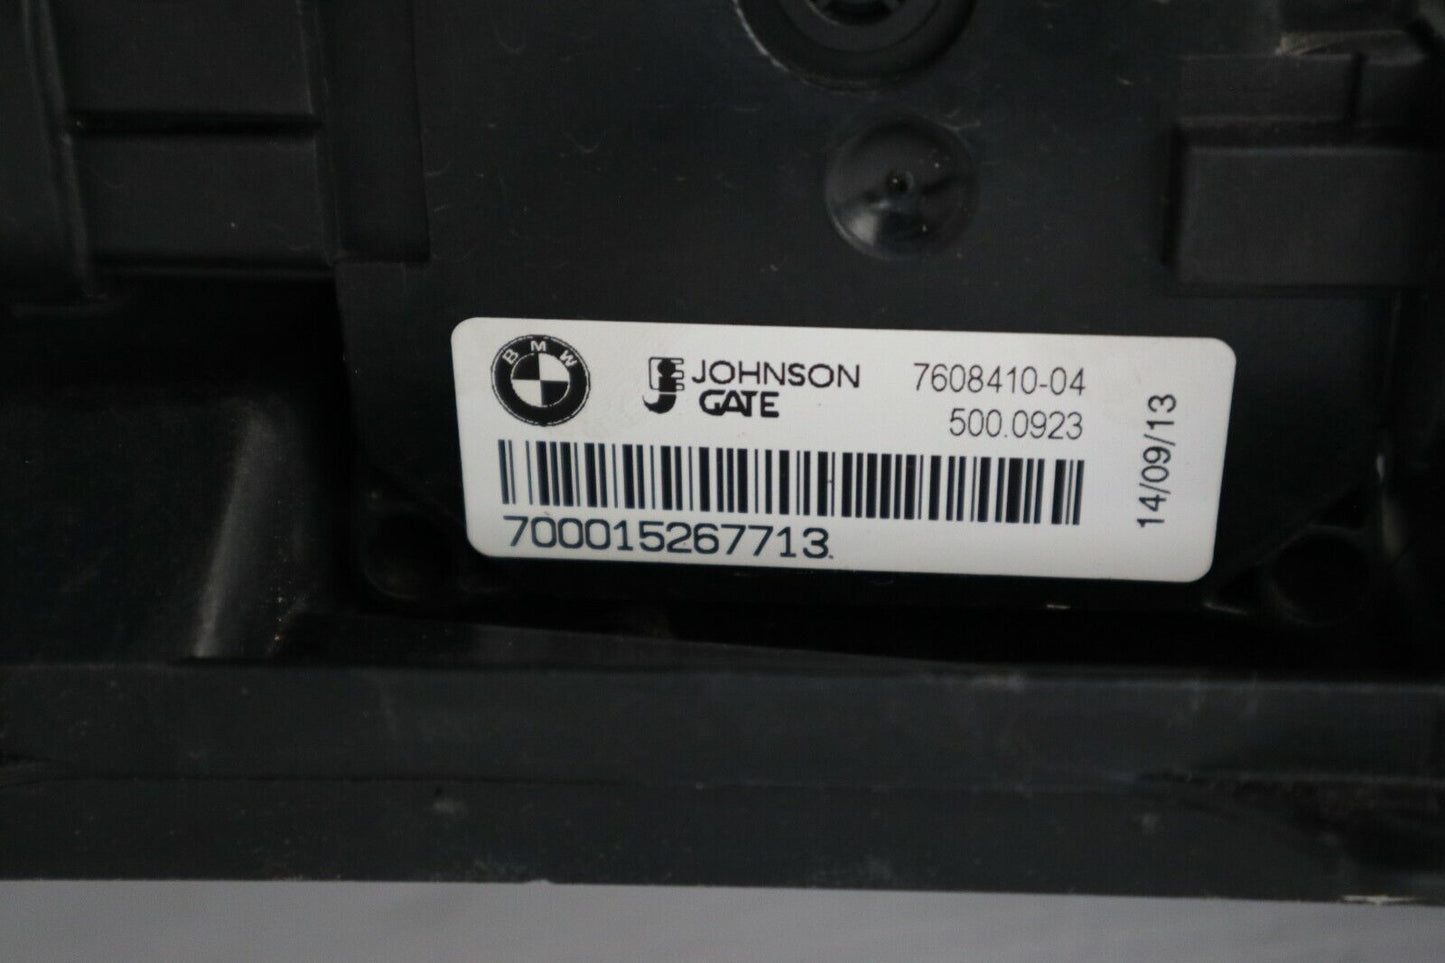 BMW
JOHNSON
GATE
7608410-04
500.0923
14/09/13
700015267713